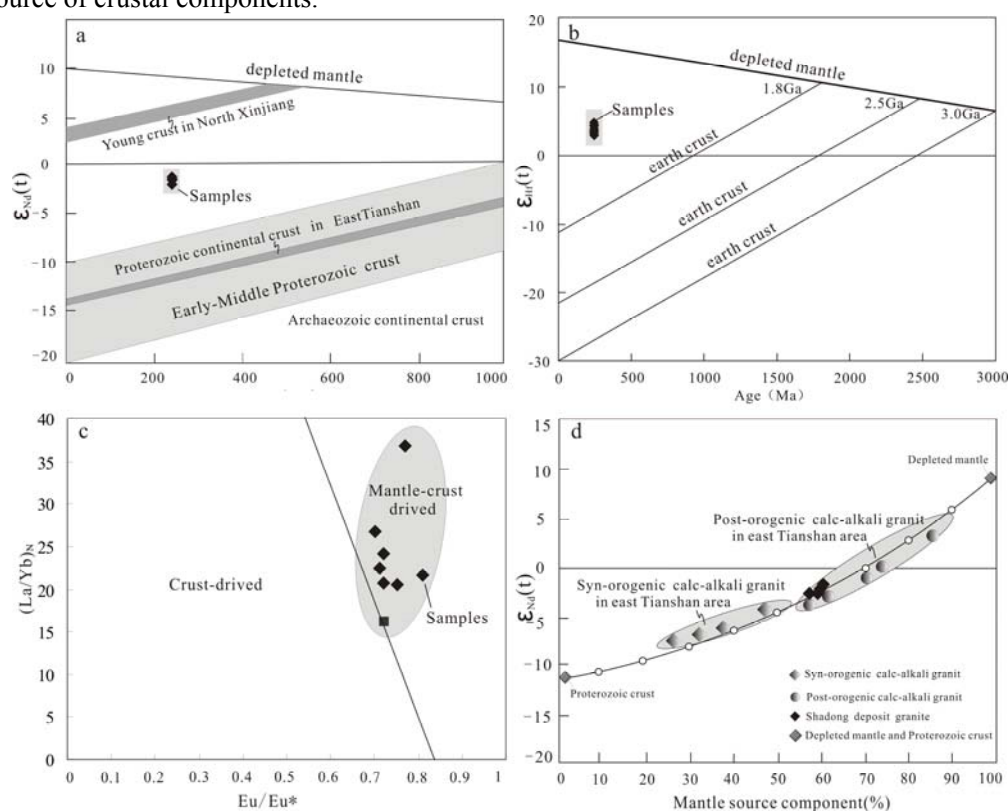 source of crustal components.
a
10
5
0
-5
-10
-15
-20
εNd(t)
depleted mantle
Young crust in North Xinjiang
Samples
Proterozoic continental crust in EastTianshan
Early-Middle Proterozoic crust
Archaeozoic continental crust
0 200 400 600 800 1000
b
20
10
0
-10
-20
-30
εHf(t)
depleted mantle
1.8Ga
2.5Ga
3.0Ga
Samples
earth crust
earth crust
earth crust
0 500 1000 1500 2000 2500 3000
Age（Ma）
c
40
35
30
25
20
15
10
5
0
(La/Yb)N
Mantle-crust
drived
Crust-drived
Samples
0 0.1 0.2 0.3 0.4 0.5 0.6 0.7 0.8 0.9 1
Eu/Eu*
d
15
10
5
0
-5
-10
-15
-20
εNd(t)
Depleted mantle
Post-orogenic calc-alkali granit
in east Tianshan area
Syn-orogenic calc-alkali granit
in east Tianshan area
Proterozoic crust
Syn-orogenic calc-alkali granit
Post-orogenic calc-alkali granit
Shadong deposit granite
Depleted mantle and Proterozoic crust
0 10 20 30 40 50 60 70 80 90 100
Mantle source component(%)